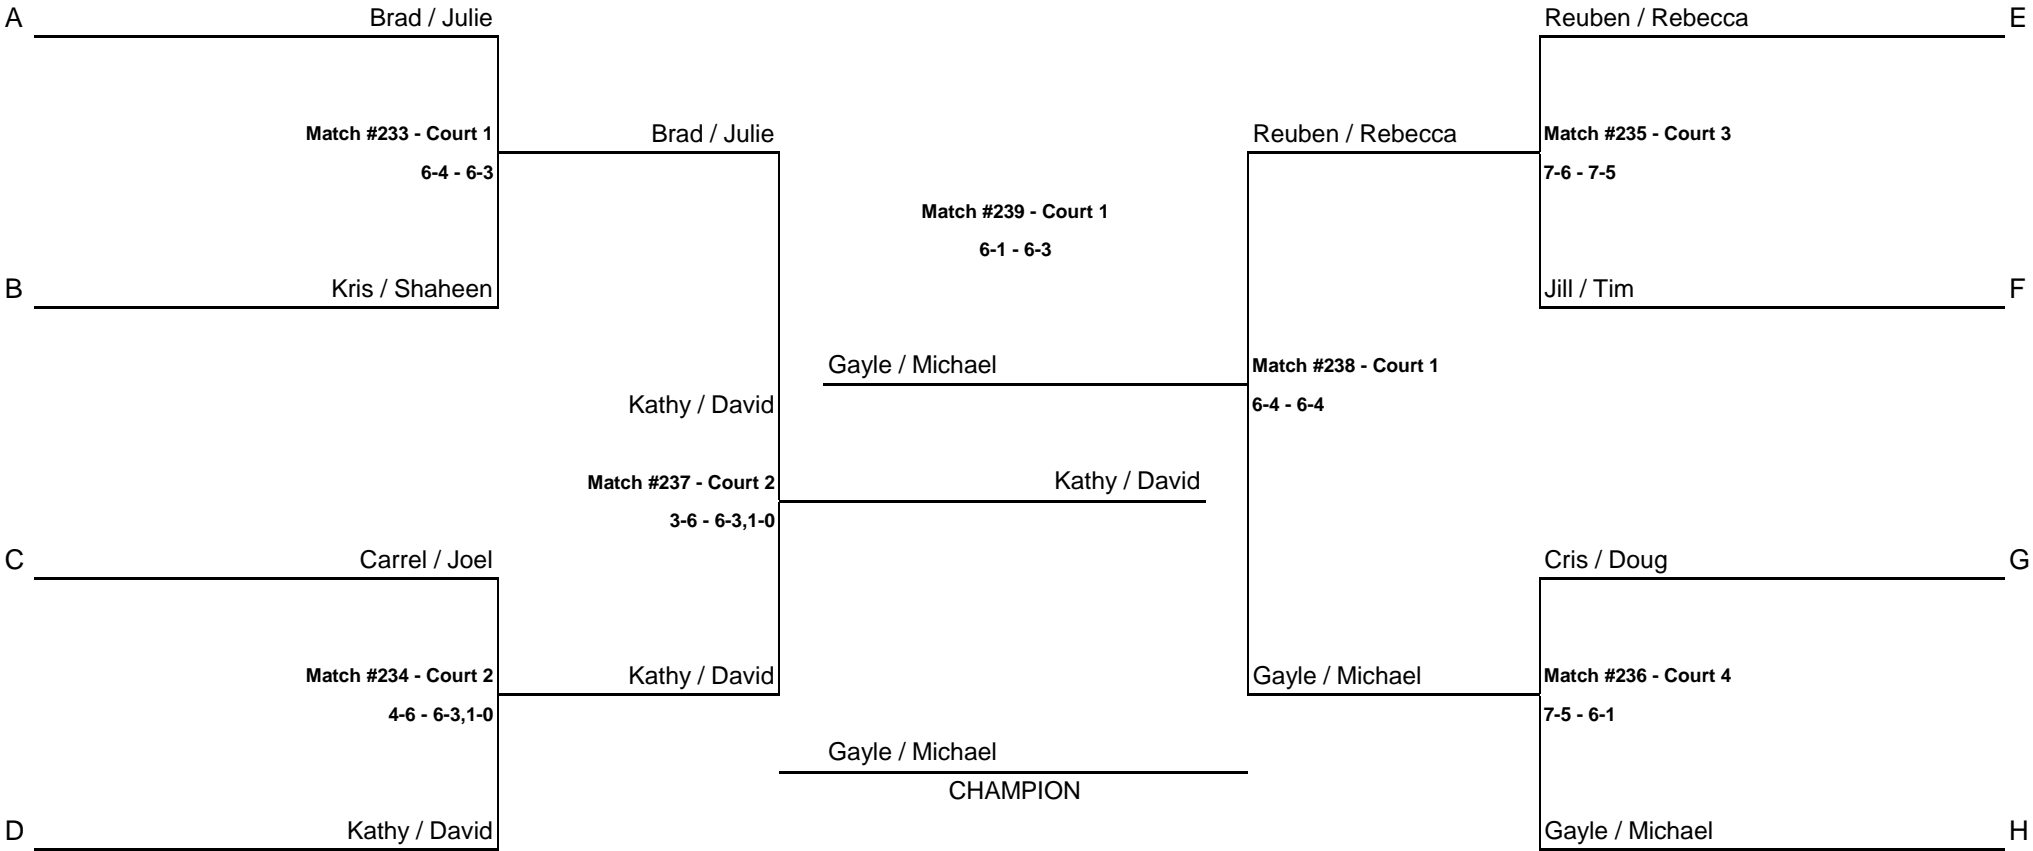 A
Brad / Julie
Reuben / Rebecca
E
Match #233 - Court 1
Brad / Julie
Reuben / Rebecca
Match #235 - Court 3
6-4 - 6-3
7-6 - 7-5
Match #239 - Court 1
6-1 - 6-3
B
Kris / Shaheen
Jill / Tim
F
Gayle / Michael
Match #238 - Court 1
Kathy / David
6-4 - 6-4
Match #237 - Court 2
Kathy / David
3-6 - 6-3,1-0
C
Carrel / Joel
Cris / Doug
G
Match #234 - Court 2
Kathy / David
Gayle / Michael
Match #236 - Court 4
4-6 - 6-3,1-0
7-5 - 6-1
Gayle / Michael
CHAMPION
D
Kathy / David
Gayle / Michael
H